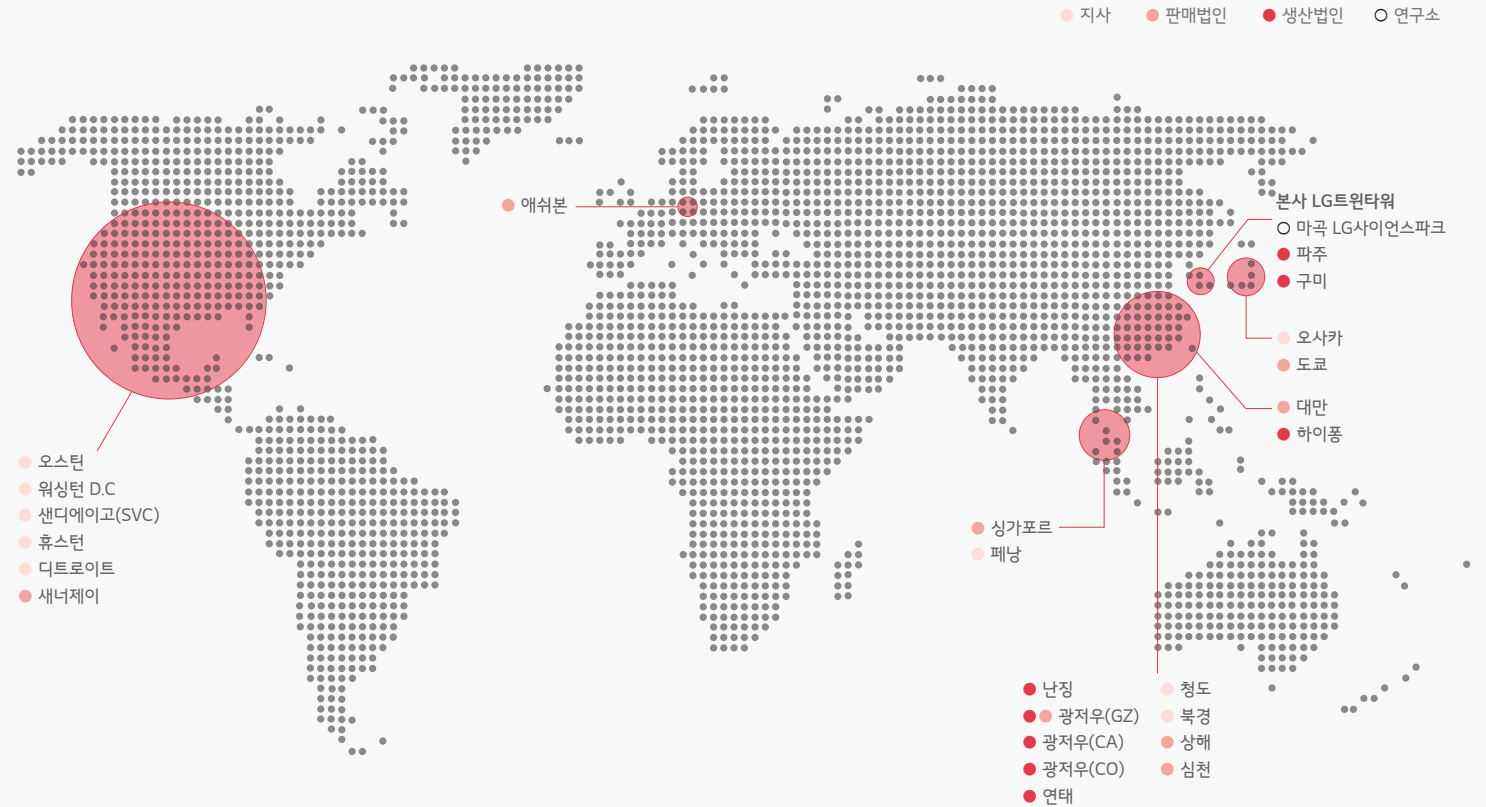 지사 판매법인 생산법인 연구소
애쉬본
본사 LG트윈타워
마곡 LG사이언스파크
파주
구미
오사카
도쿄
대만
하이퐁
오스틴
워싱턴 D.C
샌디에이고(SVC)
휴스턴
디트로이트
새너제이
싱가포르
페낭
난징
광저우(GZ)
광저우(CA)
광저우(CO)
연태
청도
북경
상해
심천